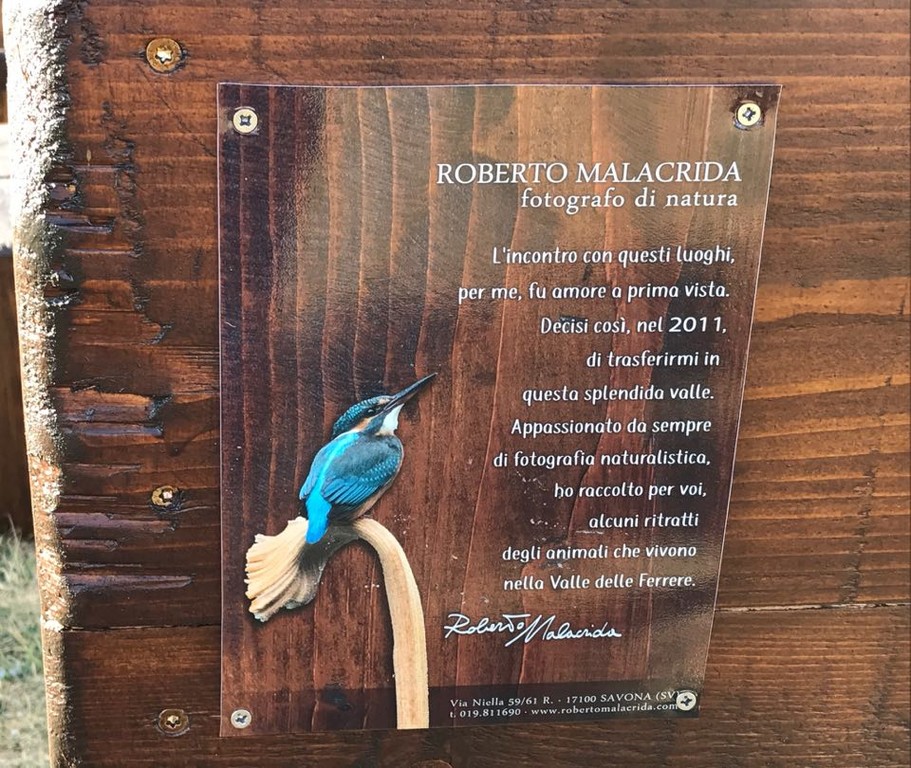 ROBERTO MALACRIDA
fotografo di natura
L'incontro con questi luoghi,
per me, fu amore a prima vista.
Decisi così, nel 2011,
di trasferirmi in
questa splendida valle.
Appassionato da sempre
di fotografia naturalistica,
ho raccolto per voi,
alcuni ritratti
degli animali che vivono
nella Valle delle Ferrere.
Roberto Malacrida
Via Niella 59/61 R. · 17100 SAVONA (SV)
t. 019.811690 · www.robertomalacrida.com